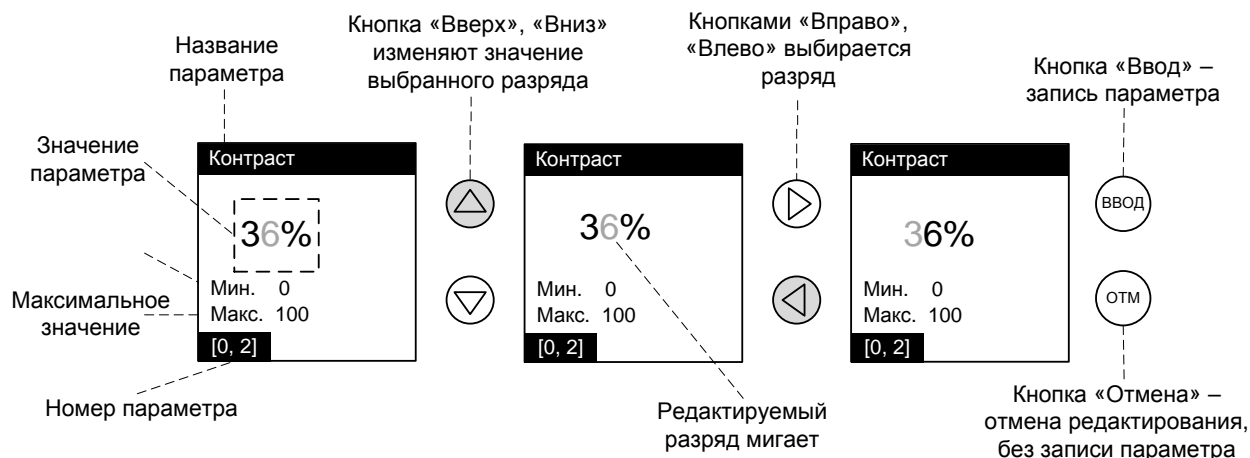 Название
параметра
Кнопка «Вверх», «Вниз»
изменяют значение
выбранного разряда
Кнопками «Вправо»,
«Влево» выбирается
разряд
Кнопка «Ввод» –
запись параметра
Значение
параметра
Максимальное
значение
Номер параметра
Контраст
36%
Мин. 0
Макс. 100
[0, 2]
Контраст
36%
Мин. 0
Макс. 100
[0, 2]
Контраст
36%
Мин. 0
Макс. 100
[0, 2]
ВВОД
ОТМ
Редактируемый
разряд мигает
Кнопка «Отмена» –
отмена редактирования,
без записи параметра